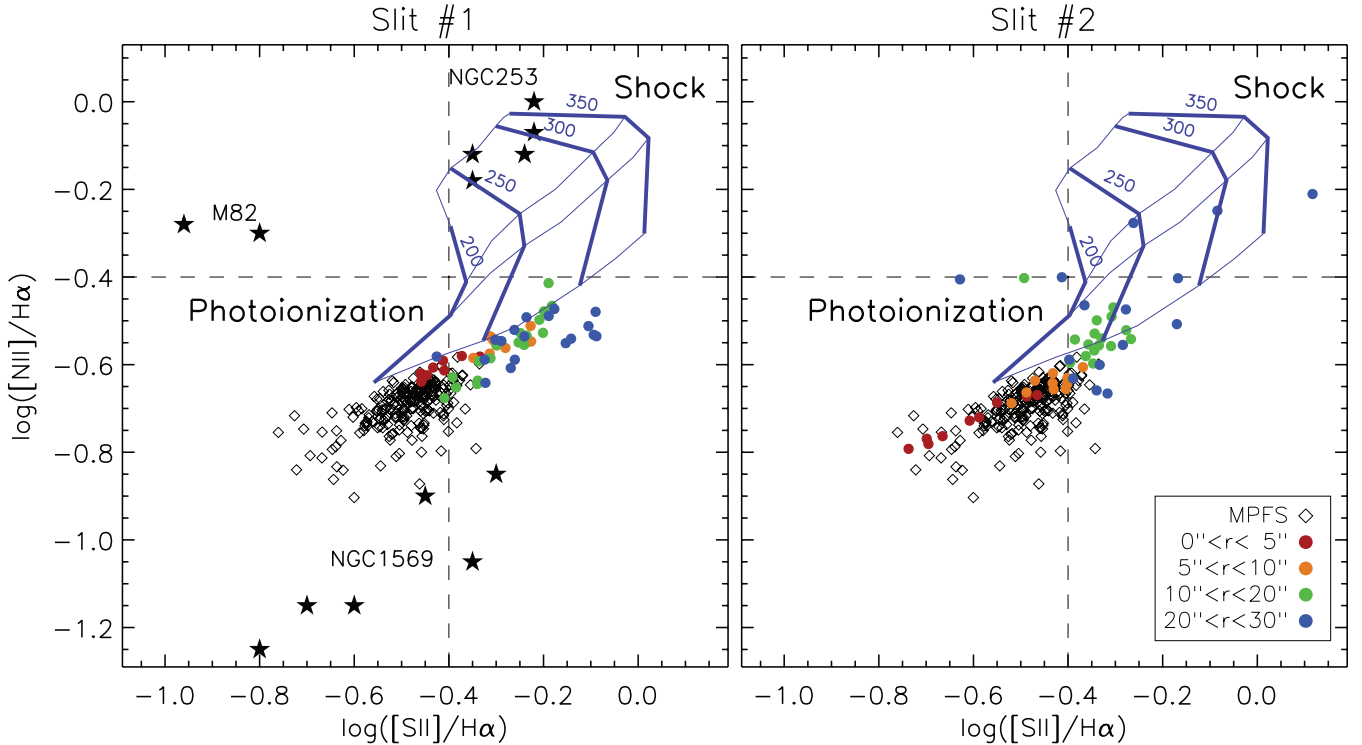 Slit #1
Slit #2
NGC253
Shock
350
300
250
200
M82
Photoionization
NGC1569
Shock
350
300
250
200
Photoionization
MPFS
0"<r< 5"
5"<r<10"
10"<r<20"
20"<r<30"
0.0
−0.2
−0.4
−0.6
−0.8
−1.0
−1.2
log([NII]/Hα)
−1.0 −0.8 −0.6 −0.4 −0.2 0.0
−1.0 −0.8 −0.6 −0.4 −0.2 0.0
log([SII]/Hα)
log([SII]/Hα)